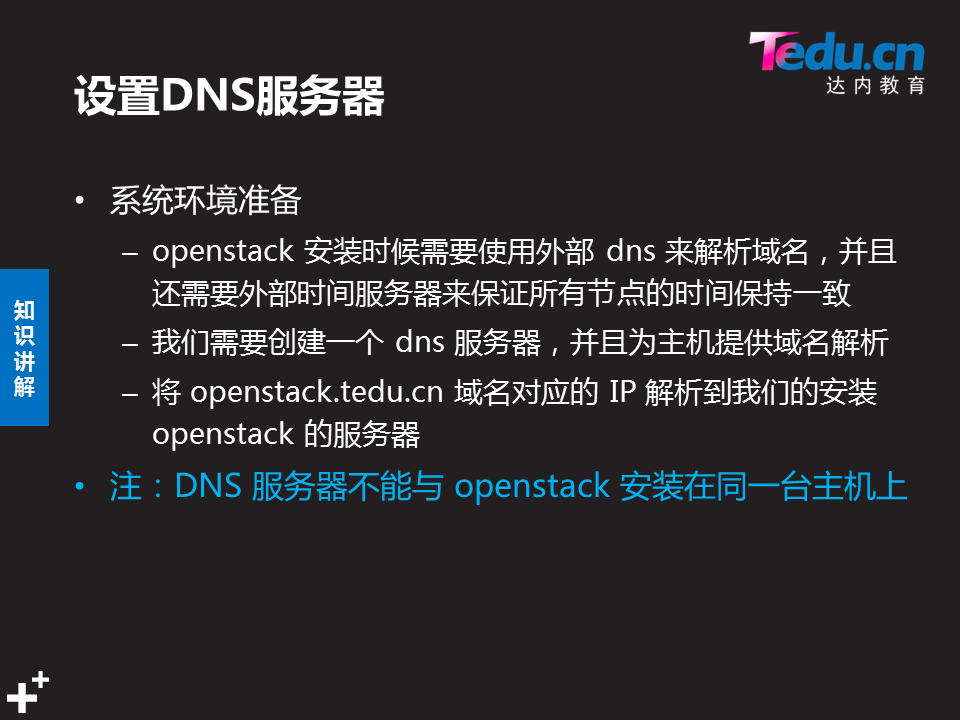 Tedu.cn
达内教育
设置DNS服务器
• 系统环境准备
– openstack 安装时候需要使用外部 dns 来解析域名，并且
还需要外部时间服务器来保证所有节点的时间保持一致
– 我们需要创建一个 dns 服务器，并且为主机提供域名解析
– 将 openstack.tedu.cn 域名对应的 IP 解析到我们的安装
openstack 的服务器
• 注：DNS 服务器不能与 openstack 安装在同一台主机上
知
识
讲
解